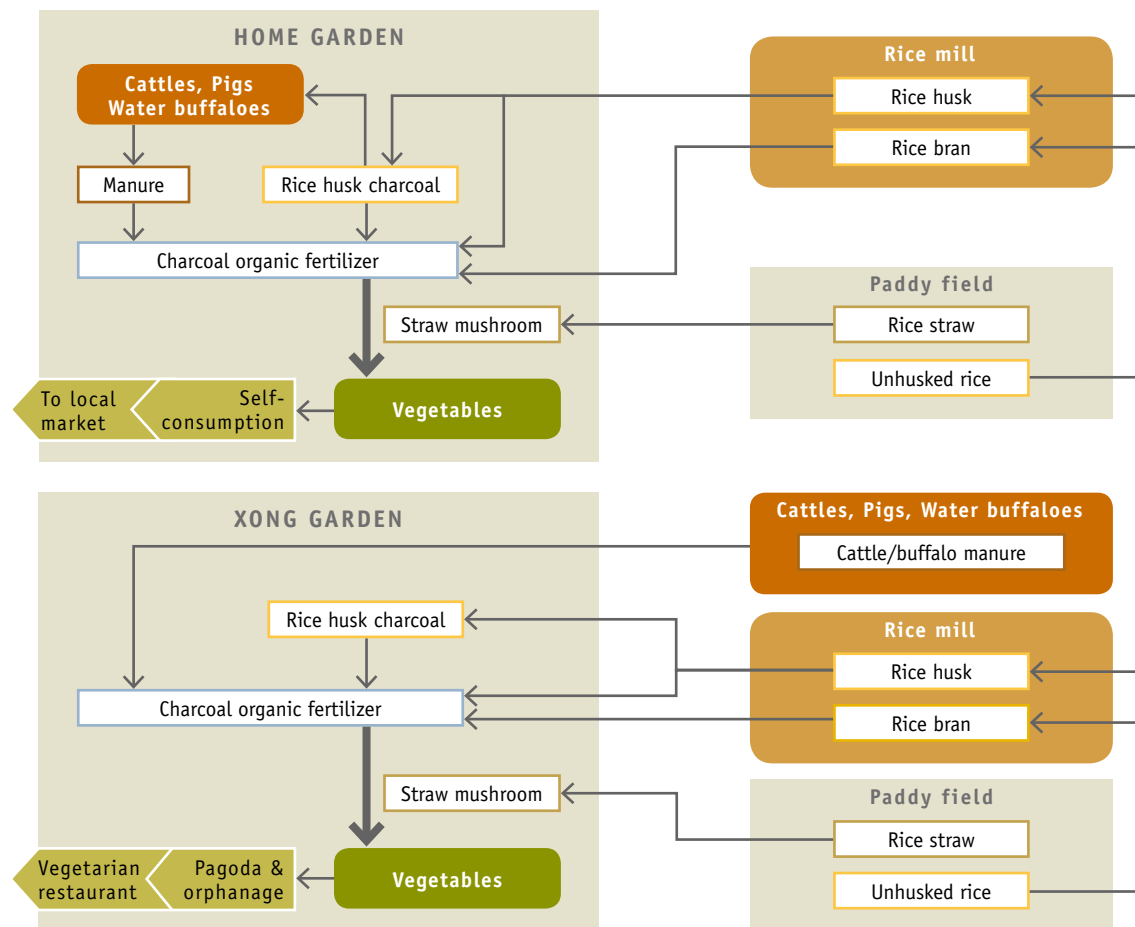 HOME GARDEN
Cattles, Pigs
Water buffaloes
Manure
Rice husk charcoal
Charcoal organic fertilizer
Straw mushroom
To local
market
Self-
consumption
Vegetables
Rice mill
Rice husk
Rice bran
Paddy field
Rice straw
Unhusked rice
XONG GARDEN
Rice husk charcoal
Charcoal organic fertilizer
Straw mushroom
Vegetarian
restaurant
Pagoda &
orphanage
Vegetables
Cattles, Pigs, Water buffaloes
Cattle/buffalo manure
Rice mill
Rice husk
Rice bran
Paddy field
Rice straw
Unhusked rice